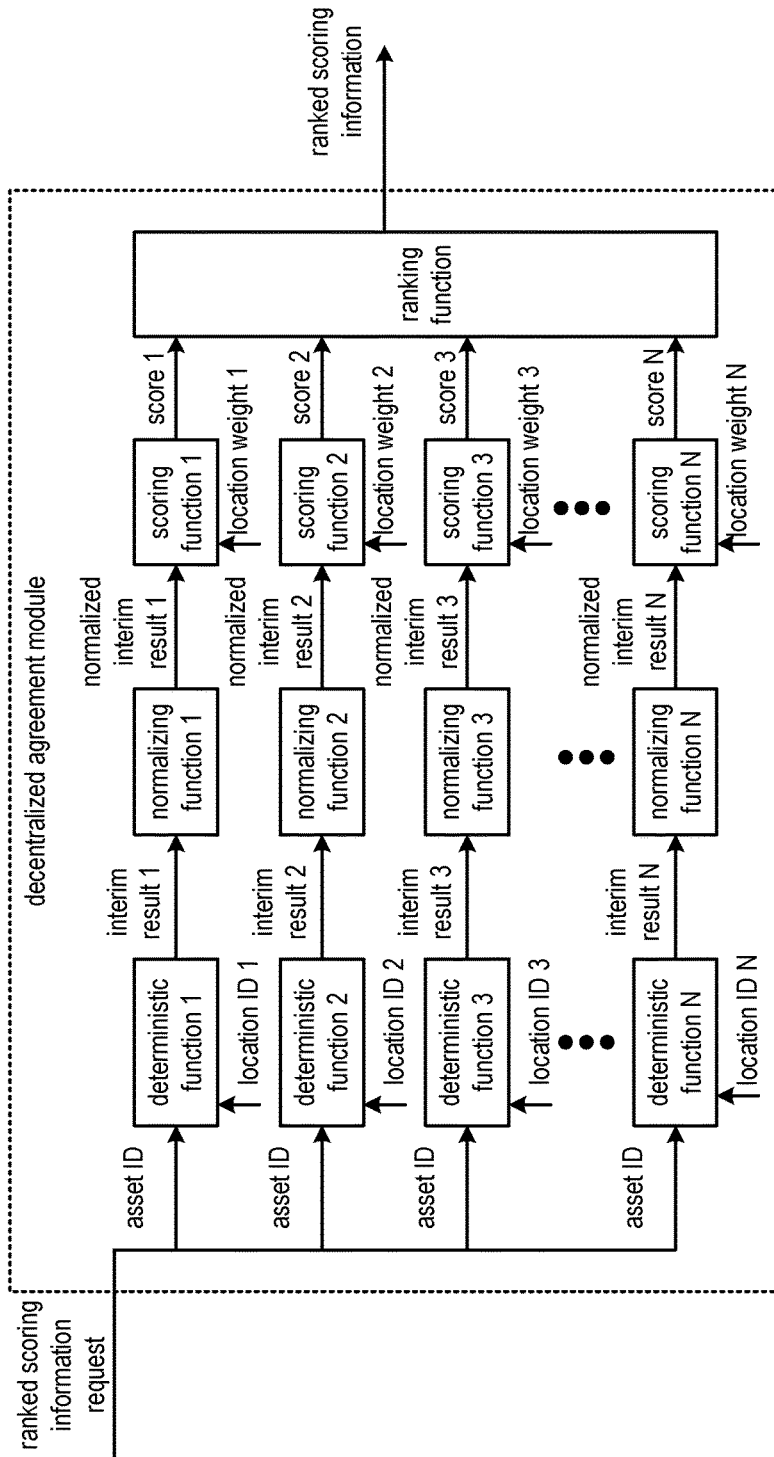 ranked scoring
information
request
decentralized agreement module
asset ID
deterministic
function 1
location ID 1
interim
result 1
normalizing
function 1
normalized
interim
result 1
scoring
function 1
location weight 1
score 1
asset ID
deterministic
function 2
location ID 2
interim
result 2
normalizing
function 2
normalized
interim
result 2
scoring
function 2
location weight 2
score 2
asset ID
deterministic
function 3
location ID 3
interim
result 3
normalizing
function 3
normalized
interim
result 3
scoring
function 3
location weight 3
score 3
asset ID
deterministic
function N
location ID N
interim
result N
normalizing
function N
normalized
interim
result N
scoring
function N
location weight N
score N
ranking
function
ranked scoring
information